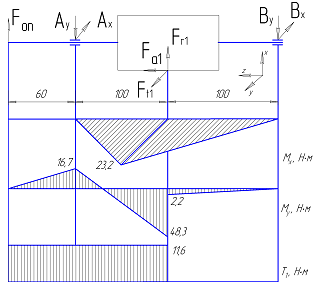 Fоп
Ay
Ax
By
Bx
Fr1
Fa1
Ft1
x
z
y
60
100
100
23,2
Mx, Н·м
16,7
2,2
My, Н·м
48,3
11,6
T1, Н·м